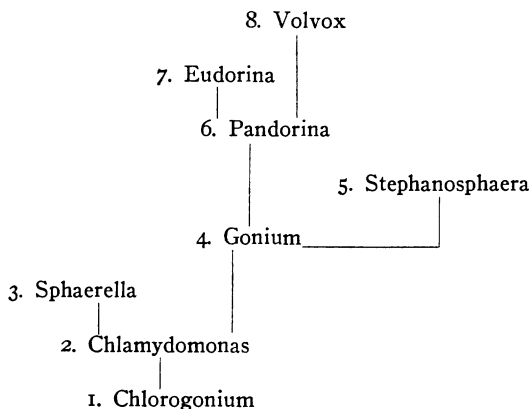 8. Volvox
7. Eudorina
6. Pandorina
5. Stephanosphaera
4. Gonium
3. Sphaerella
2. Chlamydomonas
1. Chlorogonium